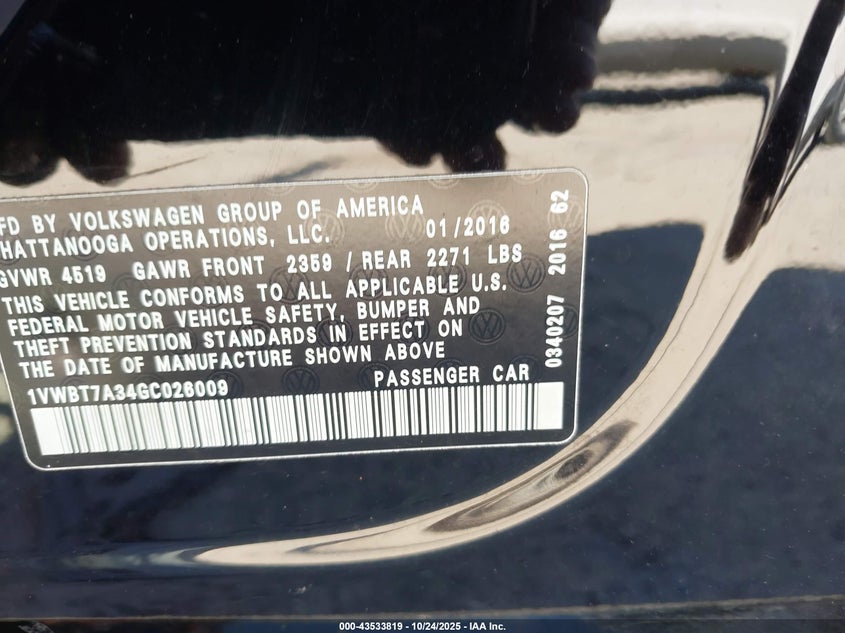 FD BY VOLKSWAGEN GROUP OF AMERICA
HATTANOOGA OPERATIONS, LLC. 01/2016
GVWR 4519 GAWR FRONT 2359 / REAR 2271 LBS
THIS VEHICLE CONFORMS TO ALL APPLICABLE U.S.
FEDERAL MOTOR VEHICLE SAFETY, BUMPER AND
THEFT PREVENTION STANDARDS IN EFFECT ON
THE DATE OF MANUFACTURE SHOWN ABOVE
1VWBT7A34GC026009 PASSENGER CAR
0340207 2016 62
000-43533819 - 10/24/2025 - IAA Inc.